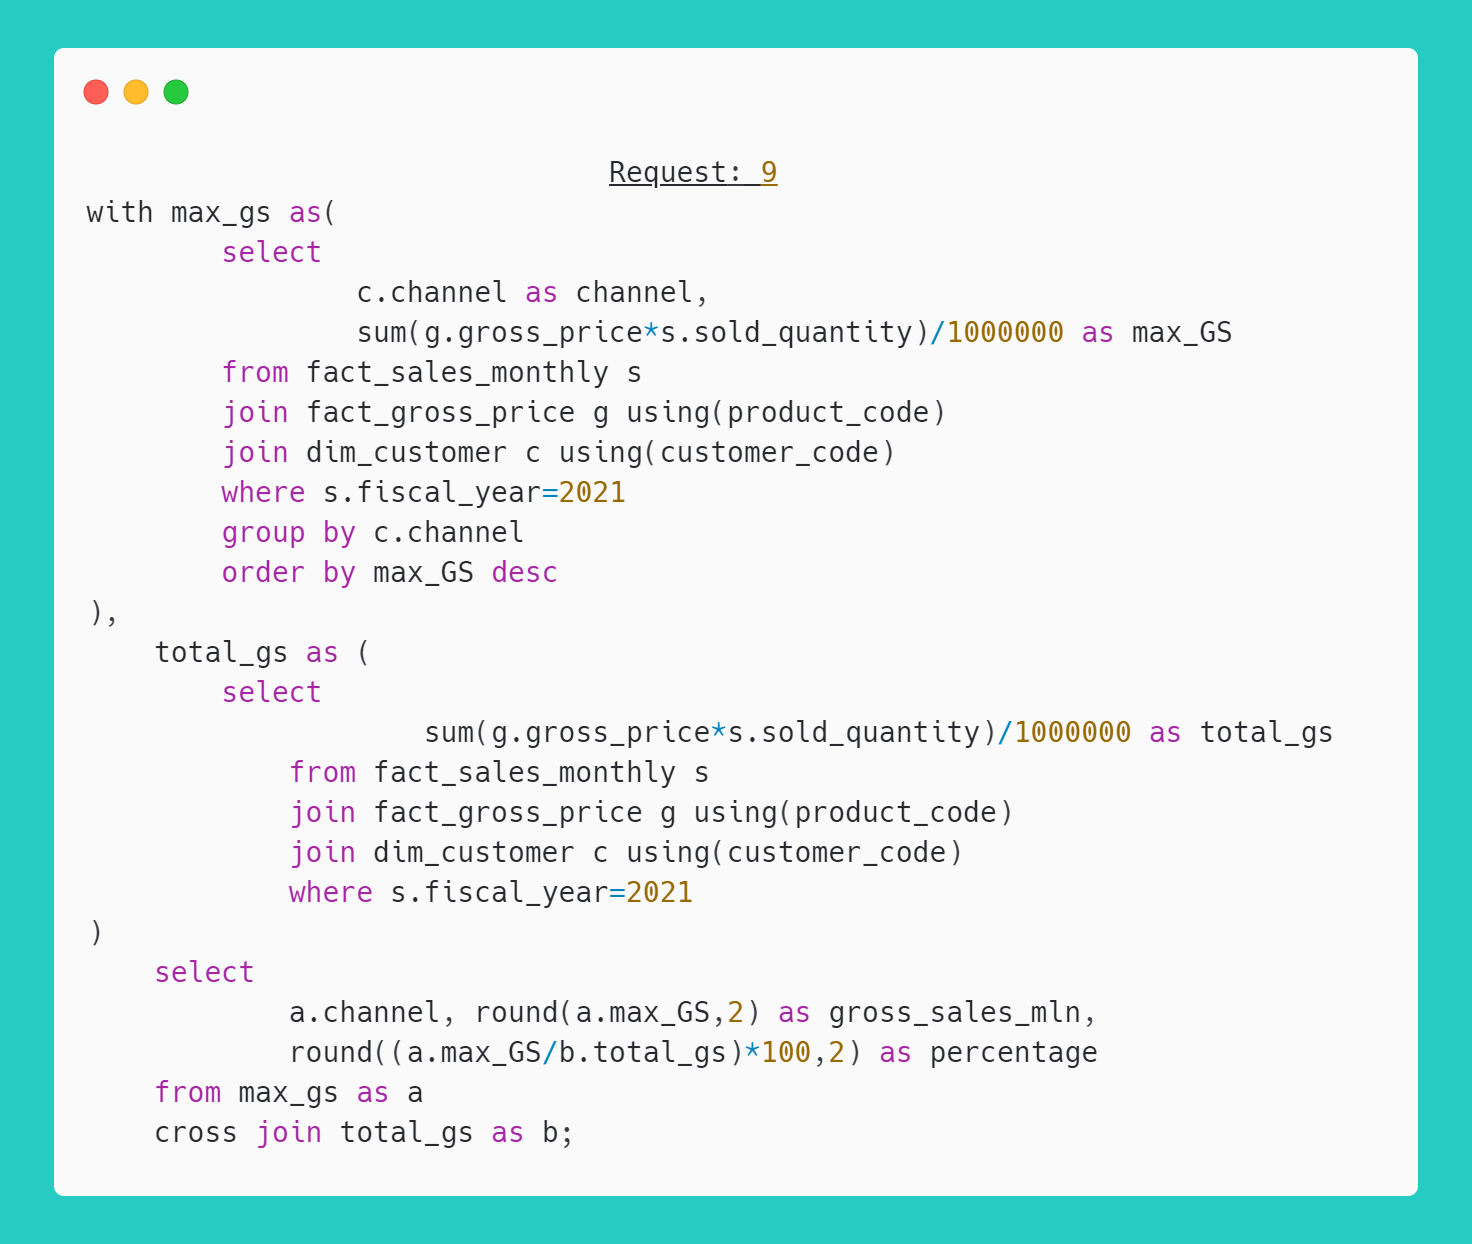 Request: 9
with max_gs as(
select
c.channel as channel,
sum(g.gross_price*s.sold_quantity)/1000000 as max_GS
from fact_sales_monthly s
join fact_gross_price g using(product_code)
join dim_customer c using(customer_code)
where s.fiscal_year=2021
group by c.channel
order by max_GS desc
),
total_gs as (
select
sum(g.gross_price*s.sold_quantity)/1000000 as total_gs
from fact_sales_monthly s
join fact_gross_price g using(product_code)
join dim_customer c using(customer_code)
where s.fiscal_year=2021
)
select
a.channel, round(a.max_GS,2) as gross_sales_mln,
round((a.max_GS/b.total_gs)*100,2) as percentage
from max_gs as a
cross join total_gs as b;